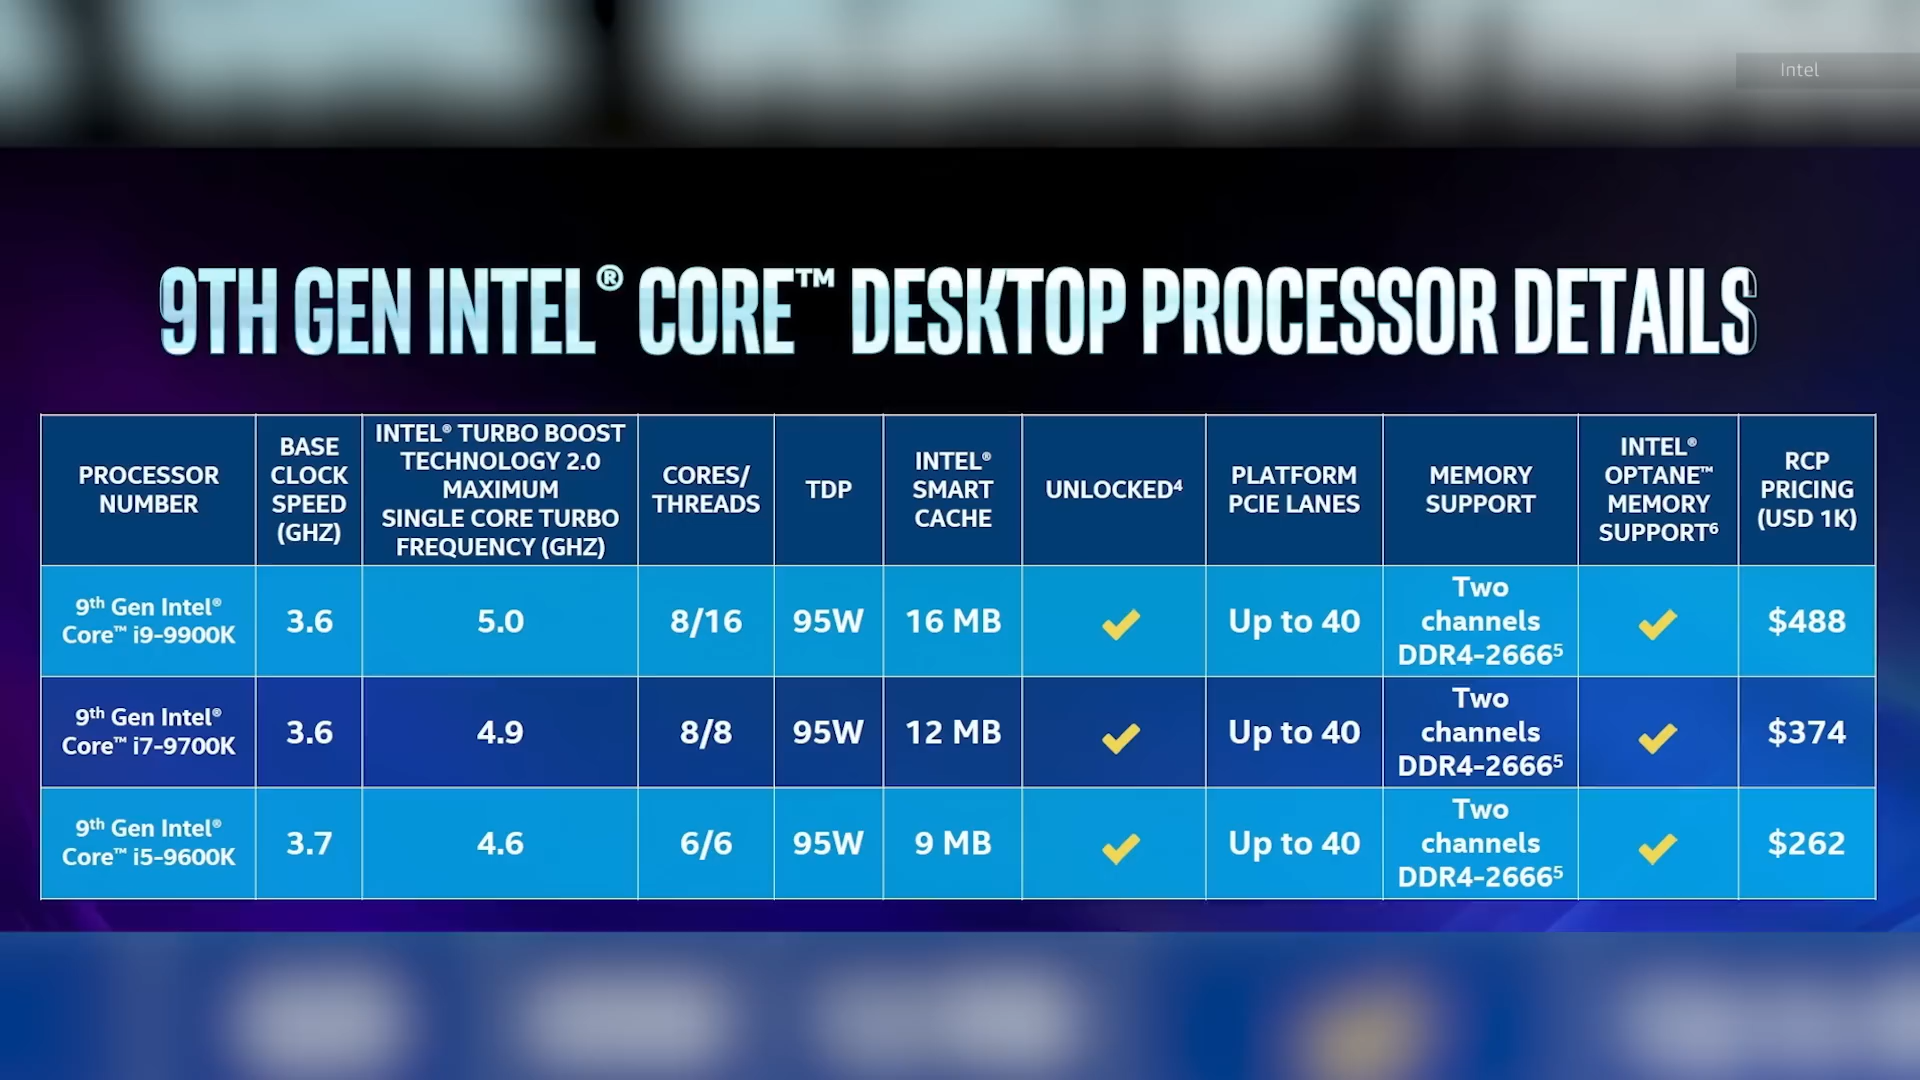 Intel
9TH GEN INTEL® CORE™ DESKTOP PROCESSOR DETAILS
PROCESSOR
NUMBER
BASE
CLOCK
SPEED
(GHZ)
INTEL® TURBO BOOST
TECHNOLOGY 2.0
MAXIMUM
SINGLE CORE TURBO
FREQUENCY (GHZ)
CORES/
THREADS
TDP
INTEL®
SMART
CACHE
UNLOCKED⁴
PLATFORM
PCIE LANES
MEMORY
SUPPORT
INTEL®
OPTANE™
MEMORY
SUPPORT⁶
RCP
PRICING
(USD 1K)
9th Gen Intel®
Core™ i9-9900K
3.6
5.0
8/16
95W
16 MB
✓
Up to 40
Two
channels
DDR4-2666⁵
✓
$488
9th Gen Intel®
Core™ i7-9700K
3.6
4.9
8/8
95W
12 MB
✓
Up to 40
Two
channels
DDR4-2666⁵
✓
$374
9th Gen Intel®
Core™ i5-9600K
3.7
4.6
6/6
95W
9 MB
✓
Up to 40
Two
channels
DDR4-2666⁵
✓
$262